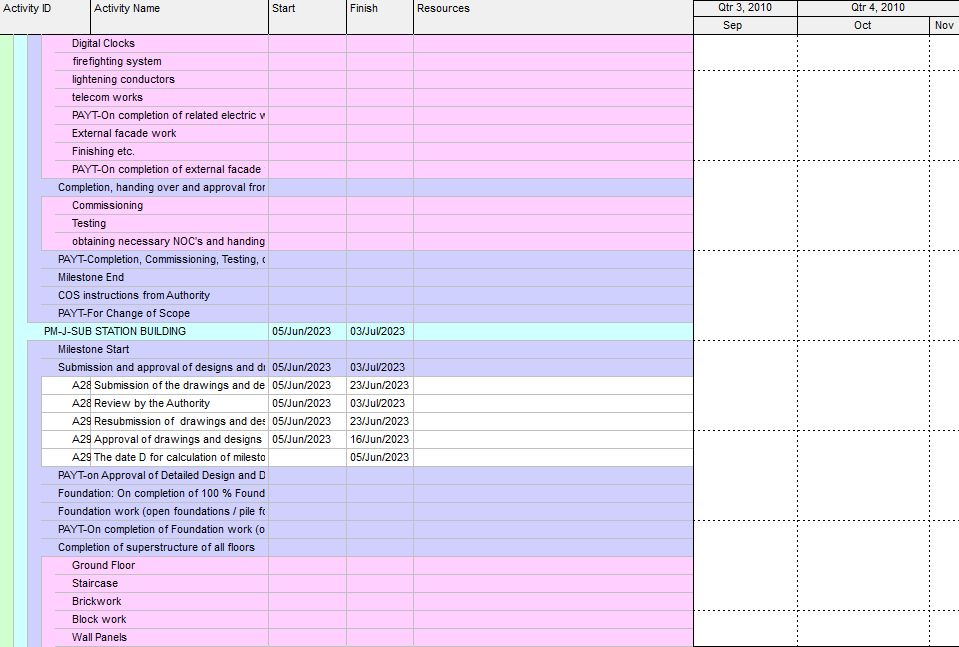 Activity ID Activity Name Start Finish Resources Qtr 3, 2010 Qtr 4, 2010
Sep Oct Nov
Digital Clocks
firefighting system
lightening conductors
telecom works
PAYT-On completion of related electric w
External facade work
Finishing etc.
PAYT-On completion of external facade
Completion, handing over and approval from
Commissioning
Testing
obtaining necessary NOC's and handing
PAYT-Completion, Commissioning, Testing, o
Milestone End
COS instructions from Authority
PAYT-For Change of Scope
PM-J-SUB STATION BUILDING 05/Jun/2023 03/Jul/2023
Milestone Start
Submission and approval of designs and dr 05/Jun/2023 03/Jul/2023
A28 Submission of the drawings and de 05/Jun/2023 23/Jun/2023
A28 Review by the Authority 05/Jun/2023 03/Jul/2023
A29 Resubmission of drawings and des 05/Jun/2023 23/Jun/2023
A29 Approval of drawings and designs 05/Jun/2023 16/Jun/2023
A29 The date D for calculation of milesto 05/Jun/2023
PAYT-on Approval of Detailed Design and D
Foundation: On completion of 100 % Found
Foundation work (open foundations / pile fo
PAYT-On completion of Foundation work (o
Completion of superstructure of all floors
Ground Floor
Staircase
Brickwork
Block work
Wall Panels